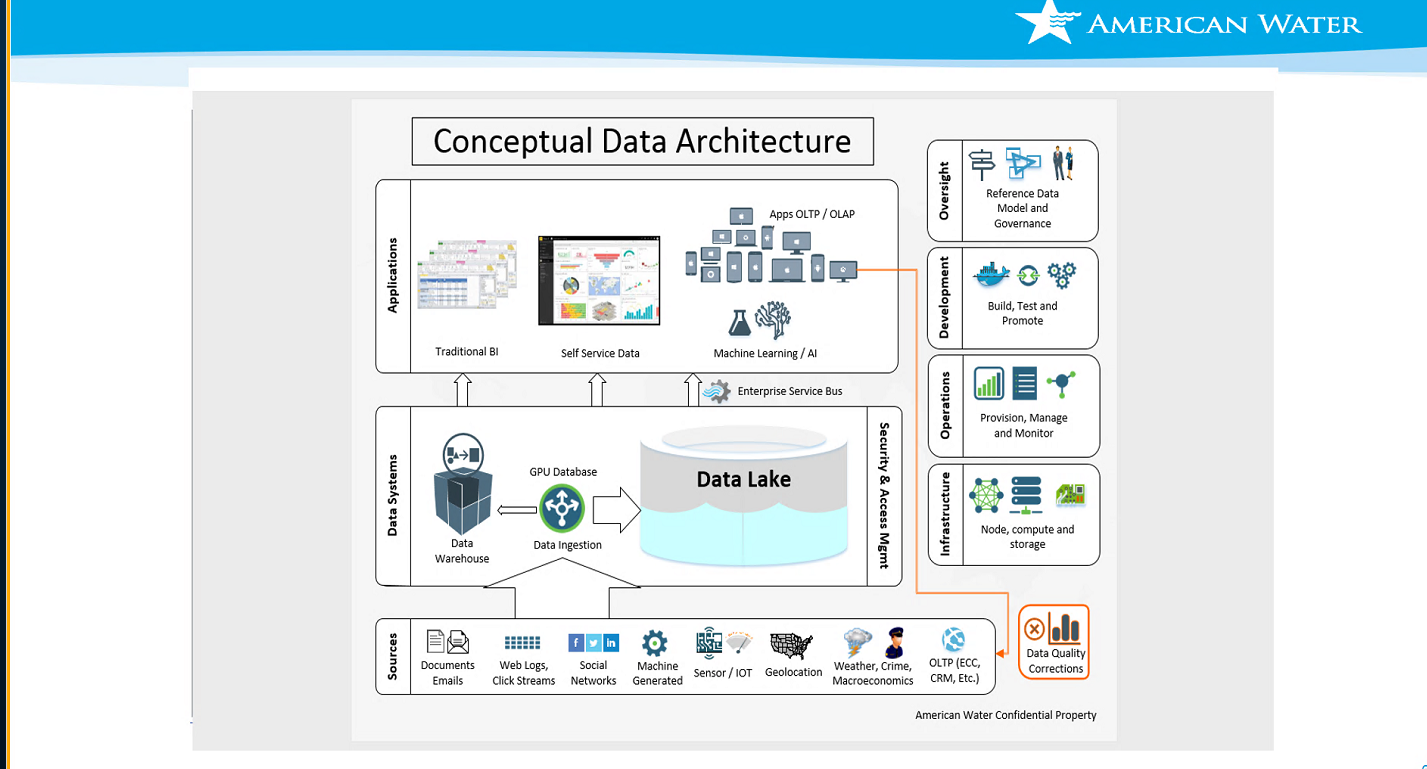 AMERICAN WATER
Conceptual Data Architecture
Applications
Apps OLTP / OLAP
Traditional BI
Self Service Data
Machine Learning / AI
Enterprise Service Bus
Data Systems
GPU Database
Data
Warehouse
Data Ingestion
Data Lake
Security & Access Mgmt
Sources
Documents
Emails
Web Logs,
Click Streams
f
in
Social
Networks
Machine
Generated
Sensor / IOT
Geolocation
Weather, Crime,
Macroeconomics
OLTP (ECC,
CRM, Etc.)
Oversight
Reference Data
Model and
Governance
Development
Build, Test and
Promote
Operations
Provision, Manage
and Monitor
Infrastructure
Node, compute and
storage
Data Quality
Corrections
American Water Confidential Property